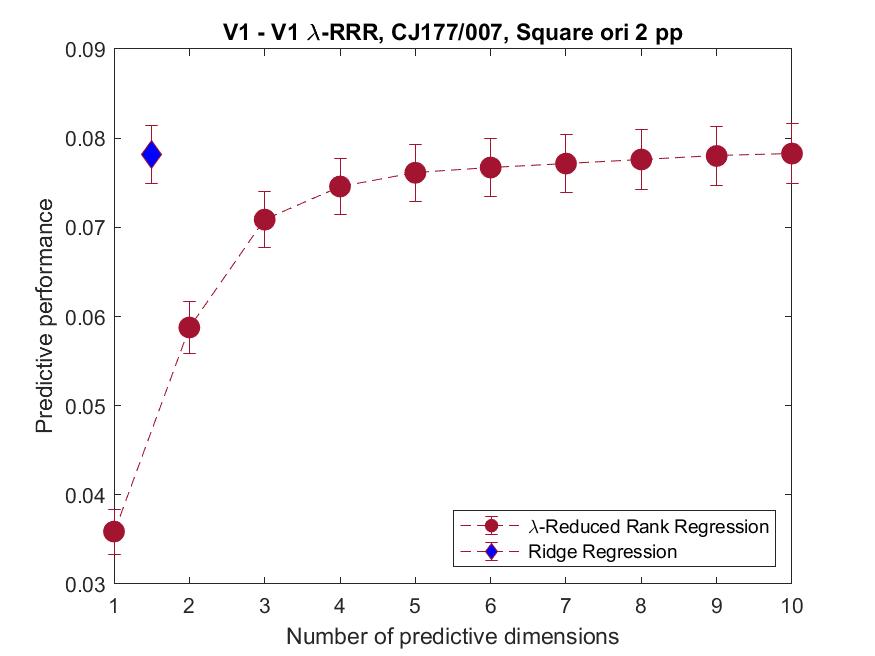 V1 - V1 λ-RRR, CJ177/007, Square ori 2 pp
0.09
0.08
0.07
0.06
0.05
0.04
0.03
Predictive performance
1 2 3 4 5 6 7 8 9 10
Number of predictive dimensions
λ-Reduced Rank Regression
Ridge Regression